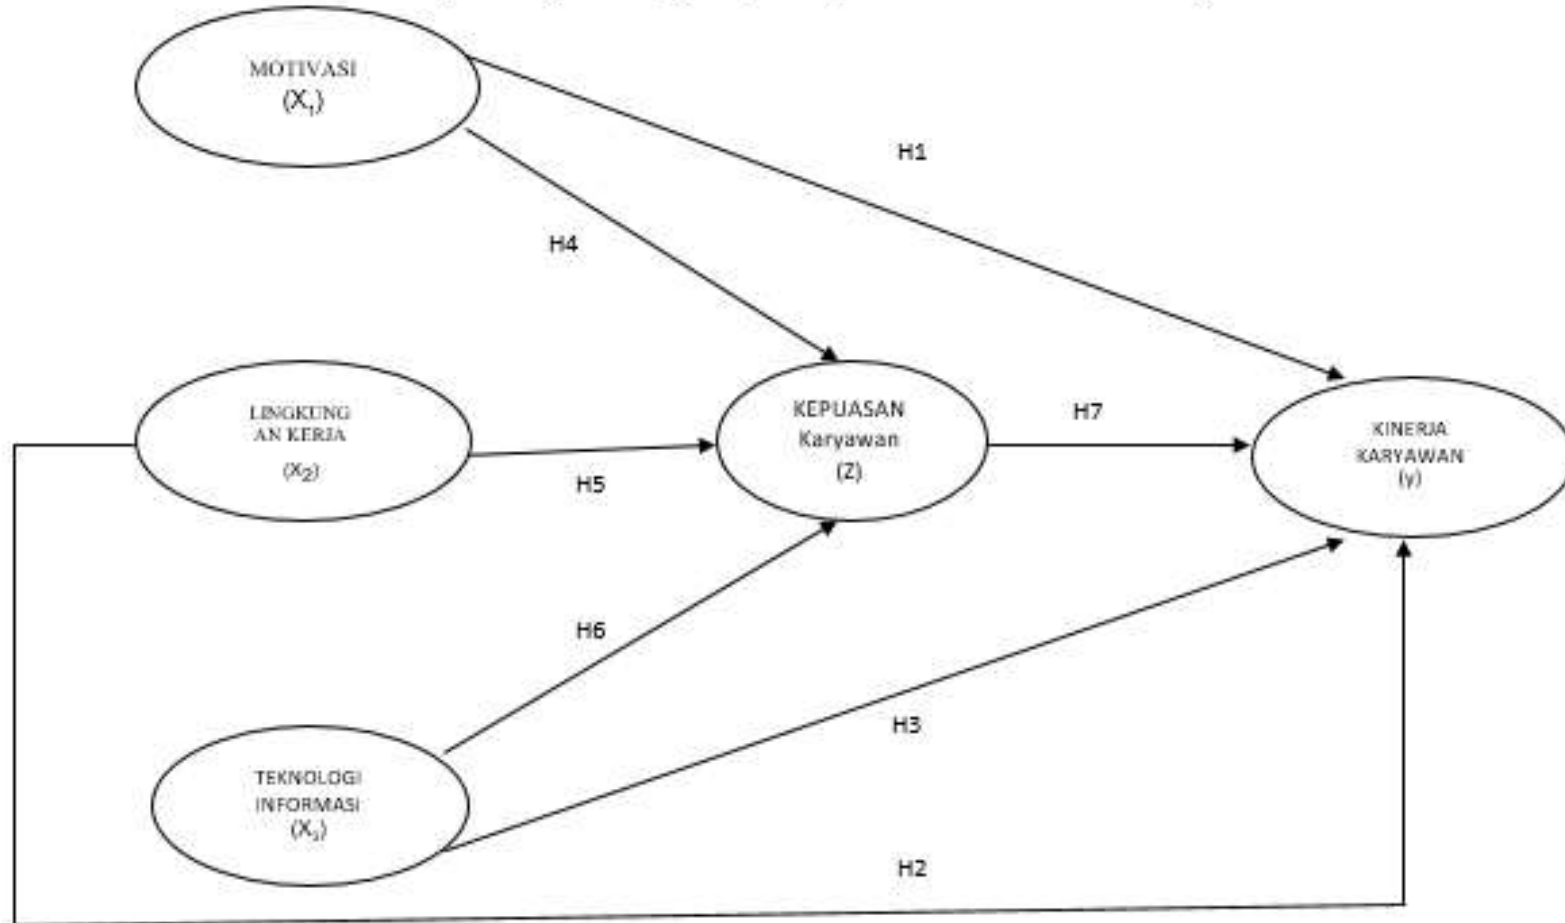 MOTIVASI
(X₁)
H1
H4
LINGKUNG
AN KERJA
(X₂)
KEPUASAN
Karyawan
(Z)
H7
KINERJA
KARYAWAN
(y)
H5
H6
H3
TEKNOLOGI
INFORMASI
(X₃)
H2